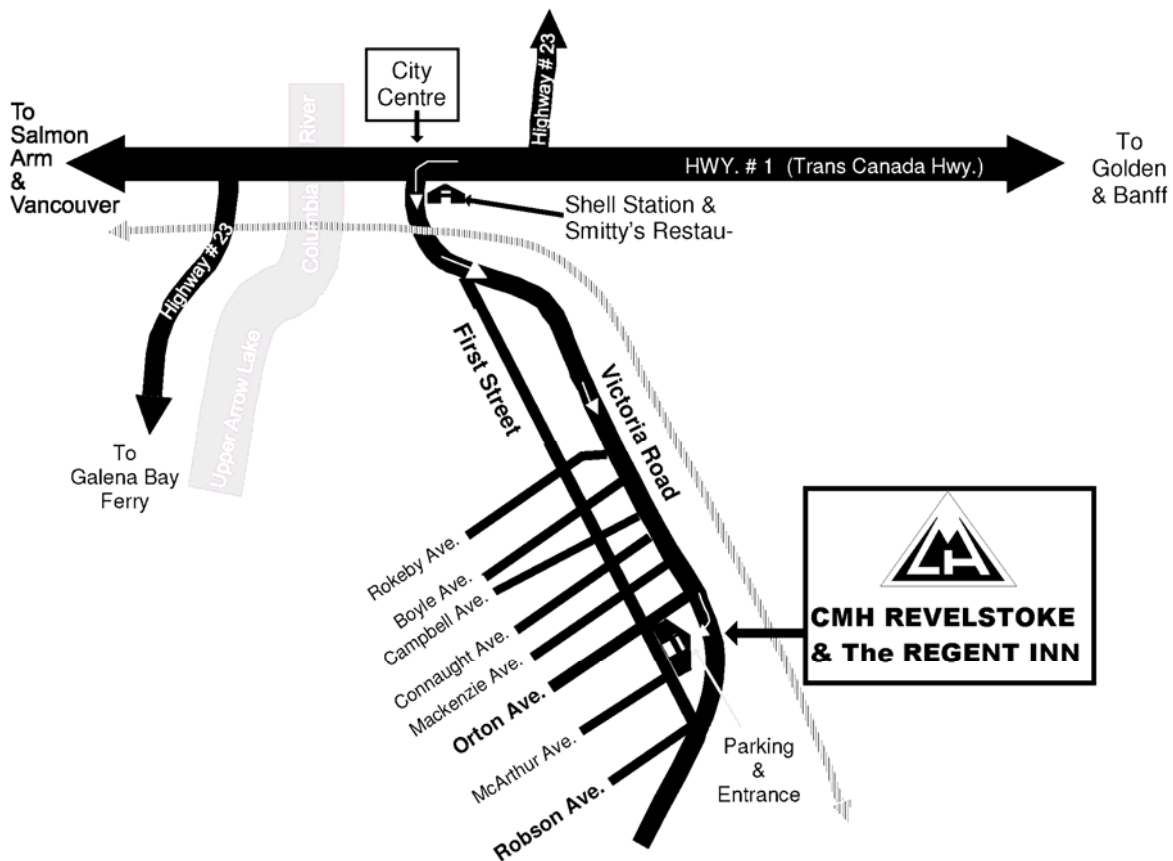 To
Salmon
Arm
&
Vancouver
City
Centre
Highway # 23
HWY. # 1 (Trans Canada Hwy.)
To
Golden
& Banff
Columbia River
Shell Station &
Smitty's Restau-
Highway # 23
Upper Arrow Lake
To
Galena Bay
Ferry
First Street
Victoria Road
Rokeby Ave.
Boyle Ave.
Campbell Ave.
Connaught Ave.
Mackenzie Ave.
Orton Ave.
McArthur Ave.
Robson Ave.
CMH
CMH REVELSTOKE
& The REGENT INN
Parking
&
Entrance